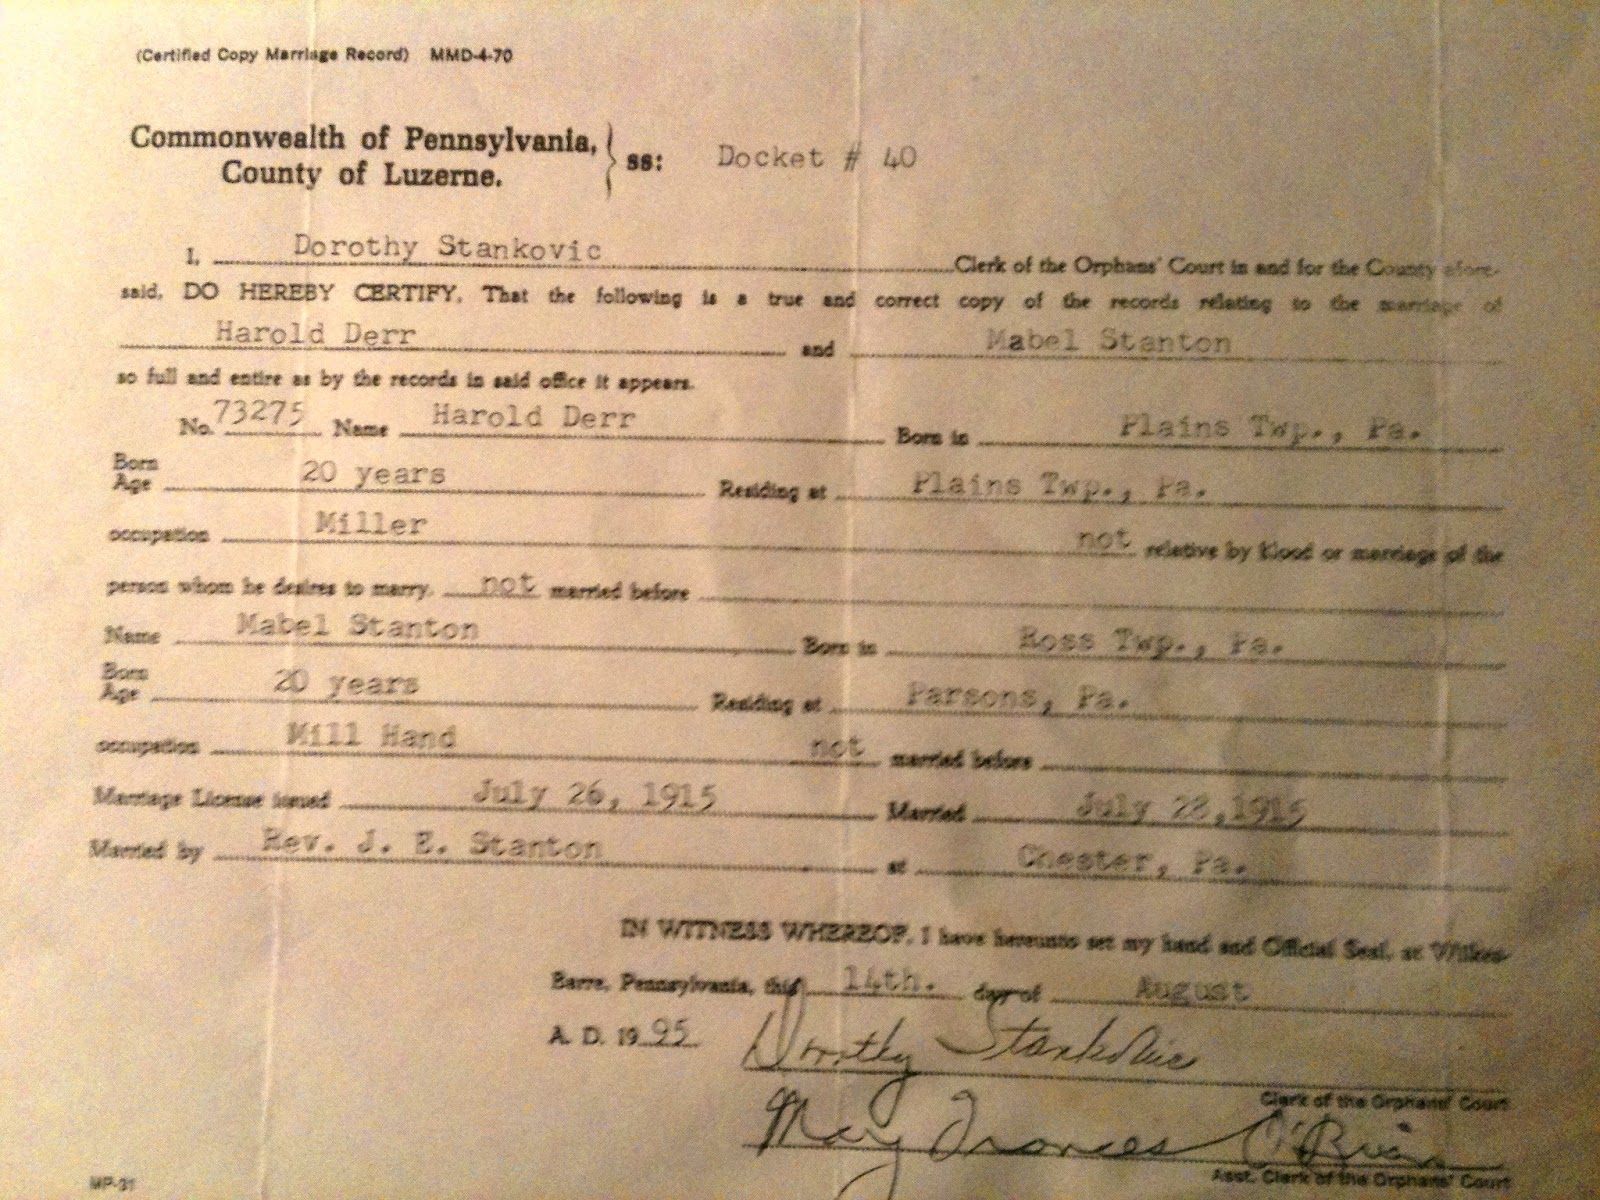 (Certified Copy Marriage Record) MMD-4-70
Commonwealth of Pennsylvania,
County of Luzerne. } ss: Docket # 40
I, Dorothy Stankovic Clerk of the Orphans' Court in and for the County afore-
said, DO HEREBY CERTIFY, That the following is a true and correct copy of the records relating to the marriage of
Harold Derr and Mabel Stanton
so full and entire as by the records in said office it appears.
No. 73275 Name Harold Derr Born in Plains Twp., Pa.
Born
Age 20 years Residing at Plains Twp., Pa.
occupation Miller not relative by blood or marriage of the
person whom he desires to marry, not married before
Name Mabel Stanton Born in Ross Twp., Pa.
Born
Age 20 years Residing at Parsons, Pa.
occupation Mill Hand not married before
Marriage License issued July 26, 1915 Married July 28,1915
Married by Rev. J. E. Stanton at Chester, Pa.
IN WITNESS WHEREOF, I have hereunto set my hand and Official Seal, at Wilkes-
Barre, Pennsylvania, this 14th. day of August
A. D. 19 95 Dorothy Stankovic
Clerk of the Orphans' Court
Mary Frances O'Brien
Asst. Clerk of the Orphans' Court
MP-31